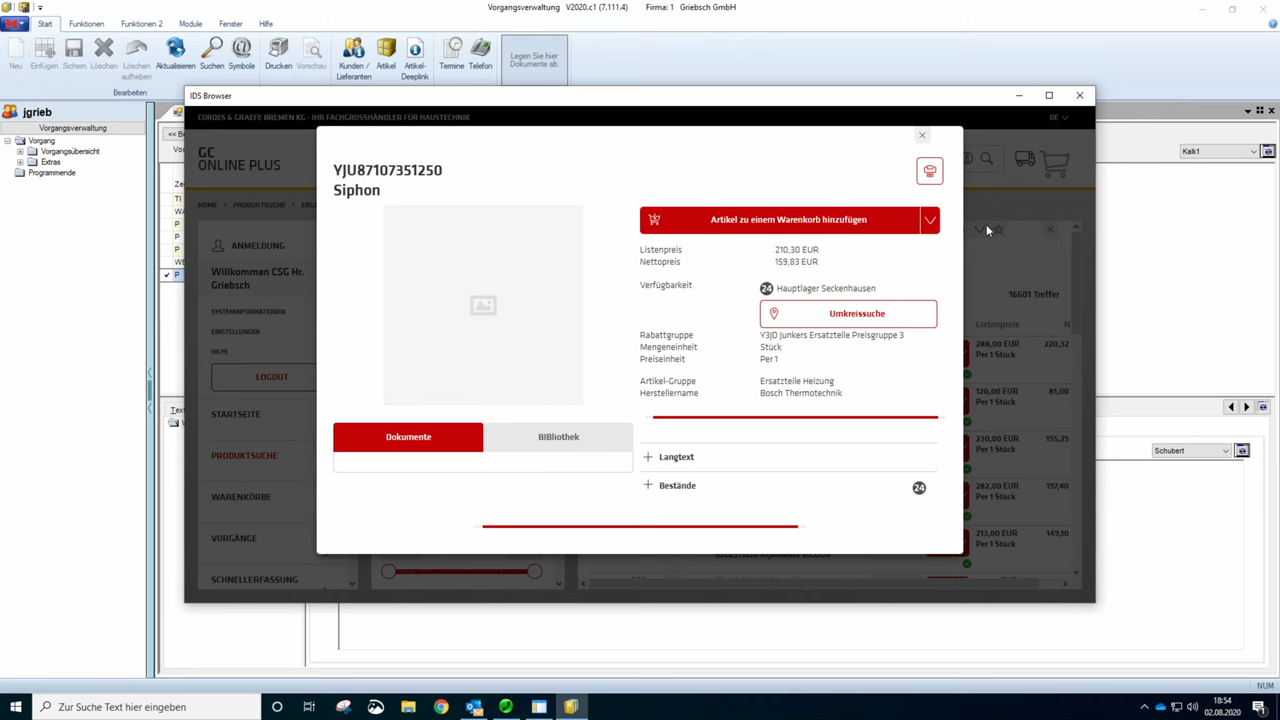 Vorgangsverwaltung V2020.c1 (7.111.4) Firma: 1 Griebsch GmbH
Start Funktionen Funktionen 2 Module Fenster Hilfe
Neu Einfügen Sichern Löschen Löschen aufheben Aktualisieren Suchen Symbole Drucken Vorschau Kunden / Lieferanten Artikel Artikel-Deeplink Termine Telefon
Legen Sie hier Dokumente ab.
Bearbeiten
jgrieb
Vorgangsverwaltung
Vorgang
Vorgangsübersicht
Extras
Programmende
Kalk1
Schubert
IDS Browser
CORDES & GRAEFE BREMEN KG - IHR FACHGROSSHÄNDLER FÜR HAUSTECHNIK
DE
GC
ONLINE PLUS
HOME > PRODUKTSUCHE >
ANMELDUNG
Willkommen CSG Hr.
Griebsch
SYSTEMINFORMATIONEN
EINSTELLUNGEN
HILFE
LOGOUT
STARTSEITE
PRODUKTSUCHE
WARENKÖRBE
VORGÄNGE
SCHNELLERFASSUNG
YJU87107351250
Siphon
Artikel zu einem Warenkorb hinzufügen
Listenpreis 210,30 EUR
Nettopreis 159,83 EUR
Verfügbarkeit 24 Hauptlager Seckenhausen
Umkreissuche
Rabattgruppe Y3JD Junkers Ersatzteile Preisgruppe 3
Mengeneinheit Stück
Preiseinheit Per 1
Artikel-Gruppe Ersatzteile Heizung
Herstellername Bosch Thermotechnik
Dokumente BIBliothek
Langtext
Bestände 24
16601 Treffer
Listenpreis N
288,00 EUR 220,32
Per 1 Stück
120,00 EUR 81,00
Per 1 Stück
230,00 EUR 155,25
Per 1 Stück
282,00 EUR 197,40
Per 1 Stück
213,00 EUR 149,10
Per 1 Stück
Zur Suche Text hier eingeben
NUM
18:54
02.08.2020